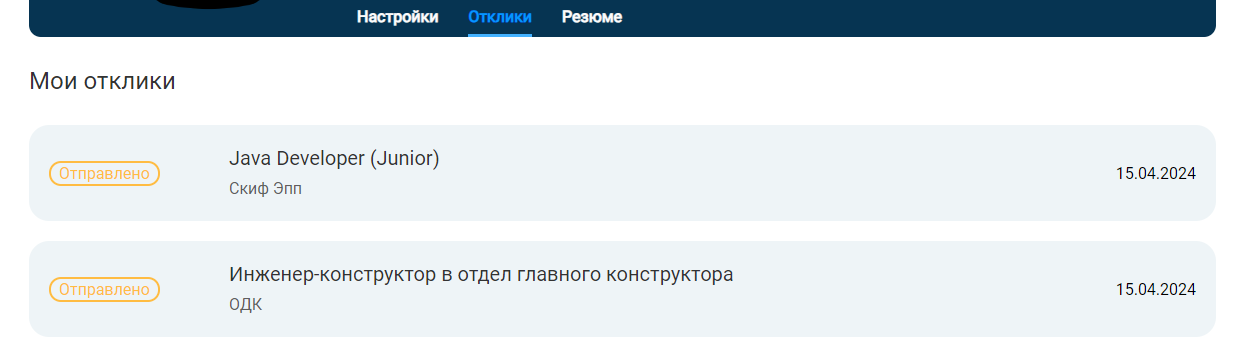 Настройки Отклики Резюме
Мои отклики
Отправлено Java Developer (Junior) 15.04.2024
Скиф Эпп
Отправлено Инженер-конструктор в отдел главного конструктора 15.04.2024
ОДК